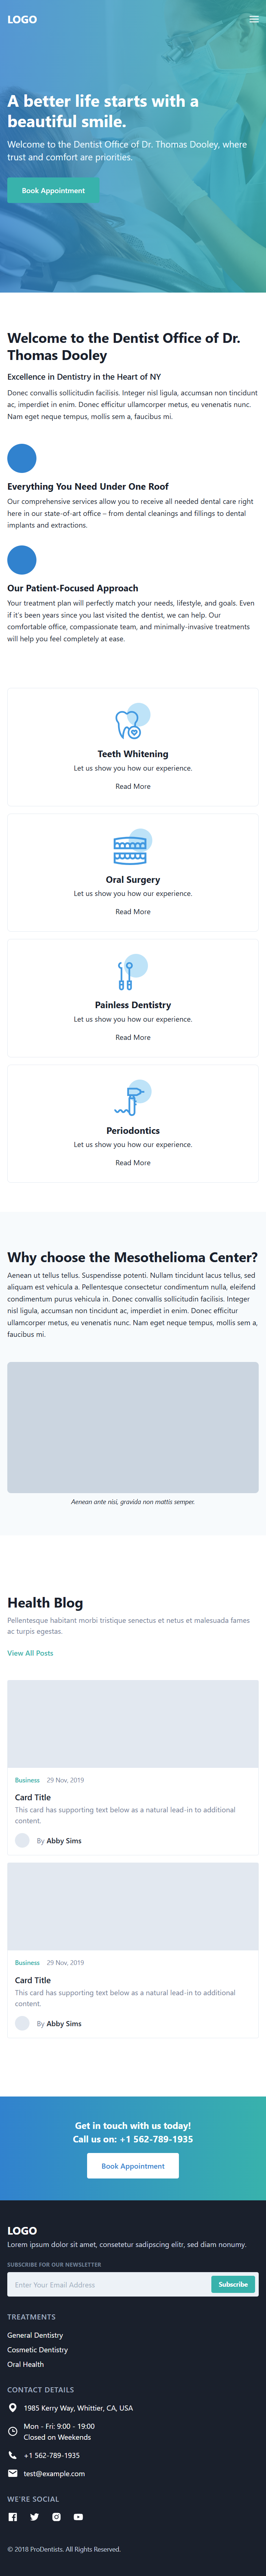 LOGO
A better life starts with a
beautiful smile.
Welcome to the Dentist Office of Dr. Thomas Dooley, where
trust and comfort are priorities.
Book Appointment
Welcome to the Dentist Office of Dr.
Thomas Dooley
Excellence in Dentistry in the Heart of NY
Donec convallis sollicitudin facilisis. Integer nisl ligula, accumsan non tincidunt
ac, imperdiet in enim. Donec efficitur ullamcorper metus, eu venenatis nunc.
Nam eget neque tempus, mollis sem a, faucibus mi.
Everything You Need Under One Roof
Our comprehensive services allow you to receive all needed dental care right
here in our state-of-art office – from dental cleanings and fillings to dental
implants and extractions.
Our Patient-Focused Approach
Your treatment plan will perfectly match your needs, lifestyle, and goals. Even
if it's been years since you last visited the dentist, we can help. Our
comfortable office, compassionate team, and minimally-invasive treatments
will help you feel completely at ease.
Teeth Whitening
Let us show you how our experience.
Read More
Oral Surgery
Let us show you how our experience.
Read More
Painless Dentistry
Let us show you how our experience.
Read More
Periodontics
Let us show you how our experience.
Read More
Why choose the Mesothelioma Center?
Aenean ut tellus tellus. Suspendisse potenti. Nullam tincidunt lacus tellus, sed
aliquam est vehicula a. Pellentesque consectetur condimentum nulla, eleifend
condimentum purus vehicula in. Donec convallis sollicitudin facilisis. Integer
nisl ligula, accumsan non tincidunt ac, imperdiet in enim. Donec efficitur
ullamcorper metus, eu venenatis nunc. Nam eget neque tempus, mollis sem a,
faucibus mi.
Aenean ante nisi, gravida non mattis semper.
Health Blog
Pellentesque habitant morbi tristique senectus et netus et malesuada fames
ac turpis egestas.
View All Posts
Business 29 Nov, 2019
Card Title
This card has supporting text below as a natural lead-in to additional
content.
By Abby Sims
Business 29 Nov, 2019
Card Title
This card has supporting text below as a natural lead-in to additional
content.
By Abby Sims
Get in touch with us today!
Call us on: +1 562-789-1935
Book Appointment
LOGO
Lorem ipsum dolor sit amet, consetetur sadipscing elitr, sed diam nonumy.
SUBSCRIBE FOR OUR NEWSLETTER
Enter Your Email Address Subscribe
TREATMENTS
General Dentistry
Cosmetic Dentistry
Oral Health
CONTACT DETAILS
1985 Kerry Way, Whittier, CA, USA
Mon - Fri: 9:00 - 19:00
Closed on Weekends
+1 562-789-1935
test@example.com
WE'RE SOCIAL
© 2018 ProDentists. All Rights Reserved.